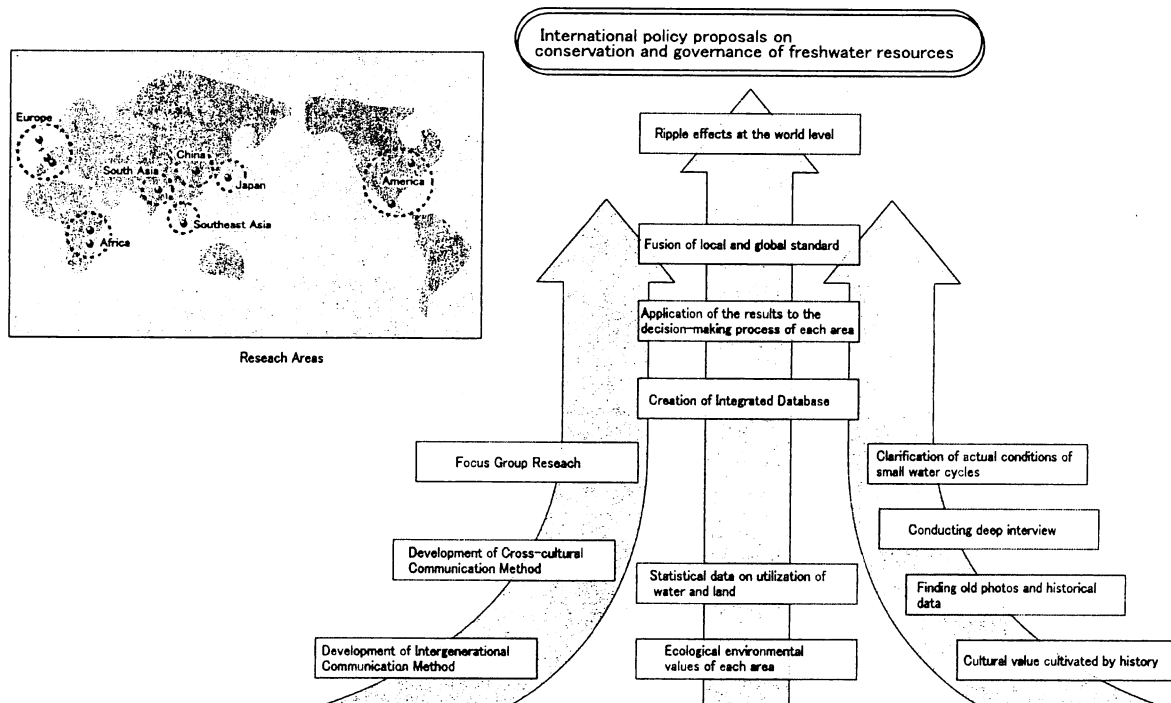 International policy proposals on
conservation and governance of freshwater resources
Europe
China
South Asia
Japan
America
Southeast Asia
Africa
Reseach Areas
Ripple effects at the world level
Fusion of local and global standard
Application of the results to the
decision-making process of each area
Creation of Integrated Database
Focus Group Reseach
Development of Cross-cultural
Communication Method
Development of Intergenerational
Communication Method
Statistical data on utilization of
water and land
Ecological environmental
values of each area
Clarification of actual conditions of
small water cycles
Conducting deep interview
Finding old photos and historical
data
Cultural value cultivated by history